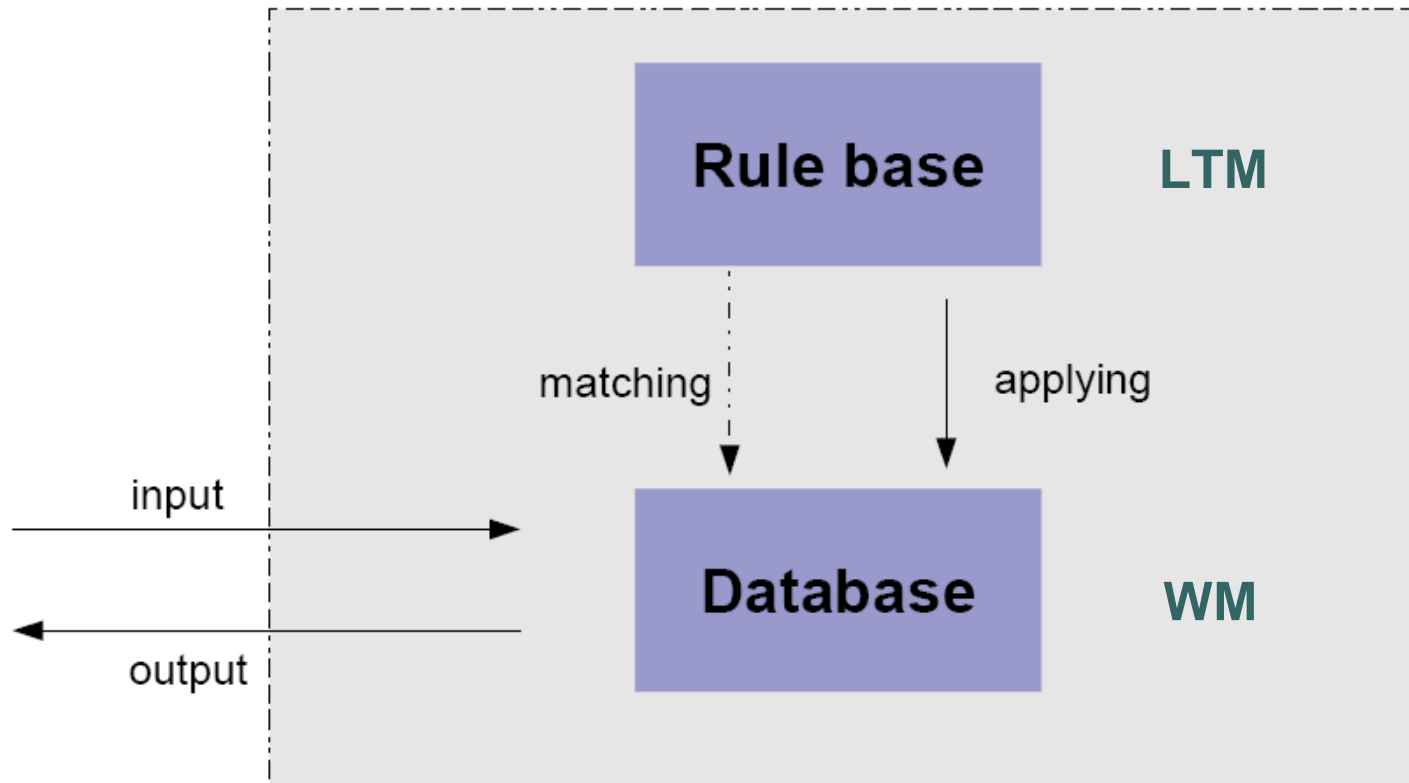 Rule base
LTM
matching
applying
input
Database
WM
output